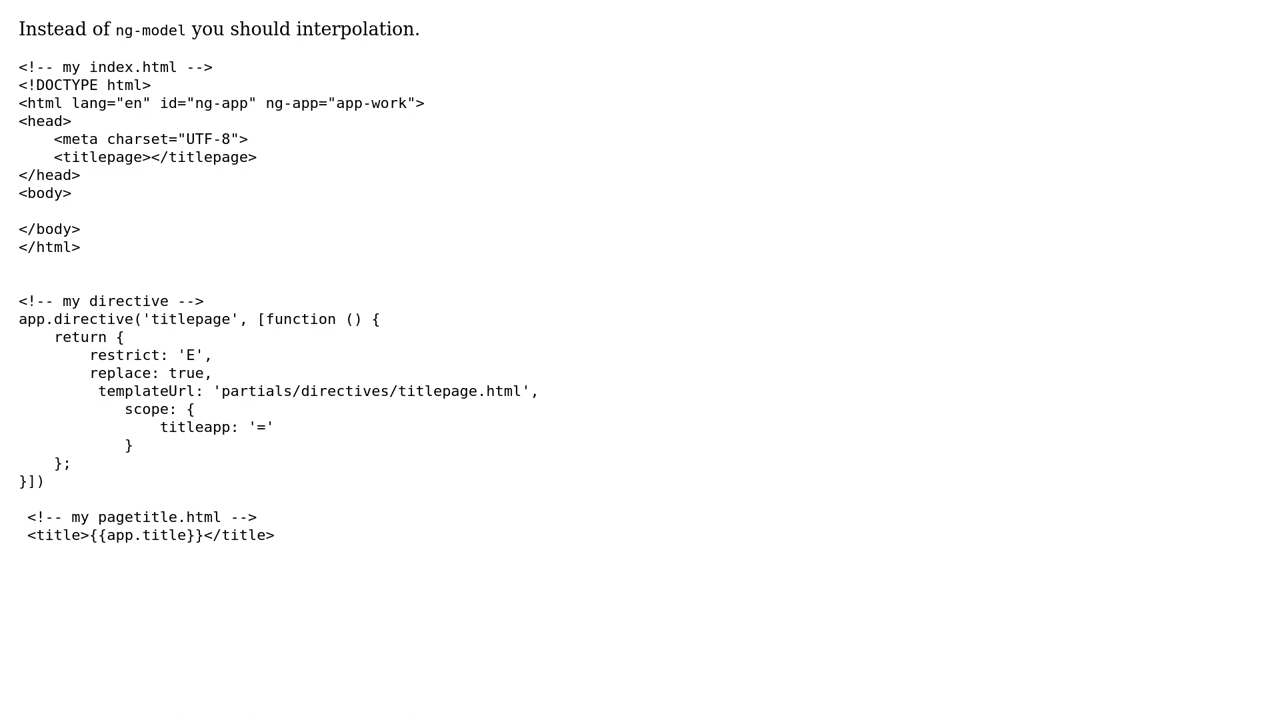 Instead of ng-model you should interpolation.
<!-- my index.html -->
<!DOCTYPE html>
<html lang="en" id="ng-app" ng-app="app-work">
<head>
    <meta charset="UTF-8">
    <titlepage></titlepage>
</head>
<body>

</body>
</html>


<!-- my directive -->
app.directive('titlepage', [function () {
    return {
        restrict: 'E',
        replace: true,
         templateUrl: 'partials/directives/titlepage.html',
            scope: {
                titleapp: '='
            }
    };
}])

 <!-- my pagetitle.html -->
 <title>{{app.title}}</title>